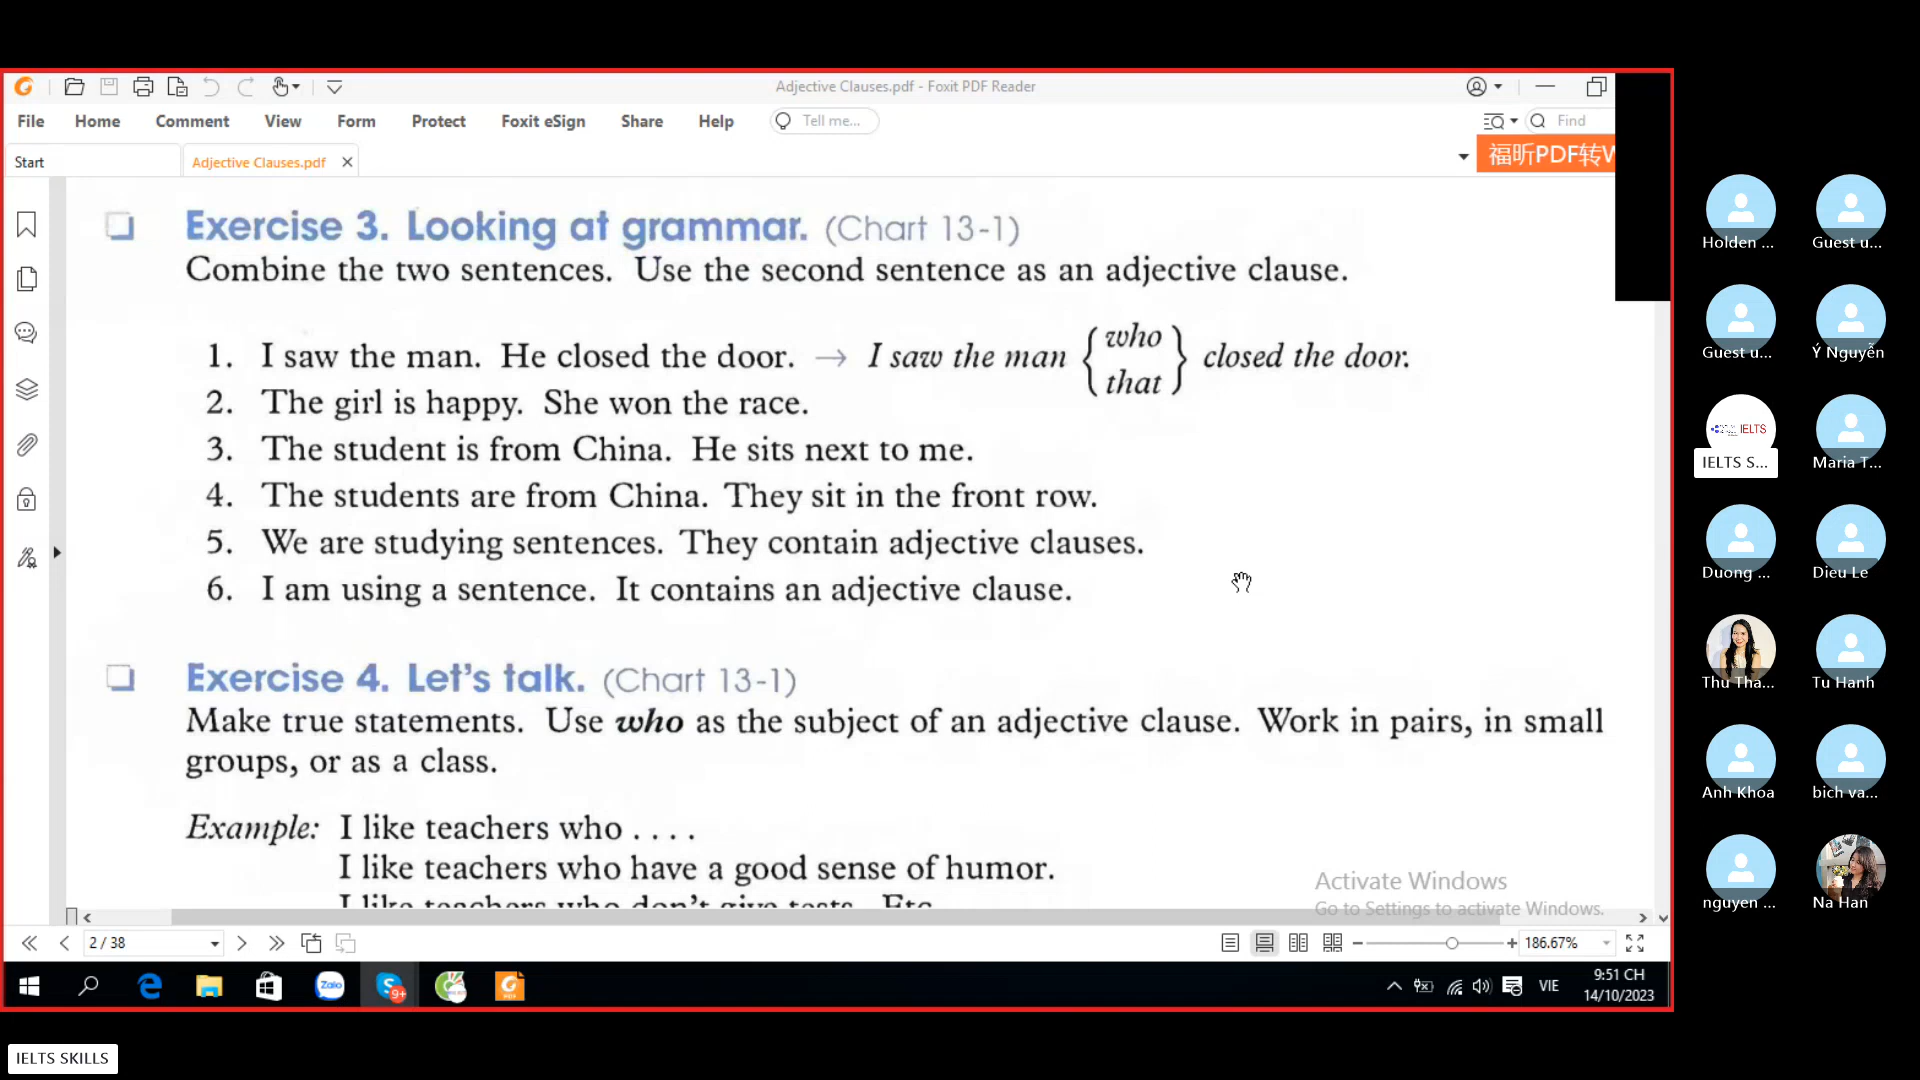 Adjective Clauses.pdf - Foxit PDF Reader
File Home Comment View Form Protect Foxit eSign Share Help Tell me... Find
Start Adjective Clauses.pdf
福昕PDF转W
Exercise 3. Looking at grammar. (Chart 13-1)
Combine the two sentences. Use the second sentence as an adjective clause.
1. I saw the man. He closed the door. → I saw the man { who that } closed the door.
2. The girl is happy. She won the race.
3. The student is from China. He sits next to me.
4. The students are from China. They sit in the front row.
5. We are studying sentences. They contain adjective clauses.
6. I am using a sentence. It contains an adjective clause.
Exercise 4. Let's talk. (Chart 13-1)
Make true statements. Use who as the subject of an adjective clause. Work in pairs, in small
groups, or as a class.
Example: I like teachers who . . . .
I like teachers who have a good sense of humor.
I like teachers who don't give tests. Etc.
Activate Windows
Go to Settings to activate Windows.
2 / 38
186.67%
Zalo
9+
VIE
9:51 CH
14/10/2023
IELTS SKILLS
Holden ... Guest u...
Guest u... Ý Nguyễn
IELTS
IELTS S... Maria T...
Duong ... Dieu Le
Thu Tha... Tu Hanh
Anh Khoa bich va...
nguyen ... Na Han